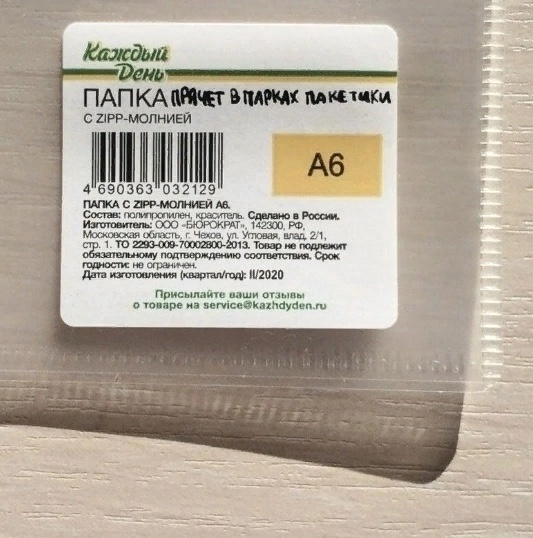 Каждый
День
ПАПКА ПРЯЧЕТ В ПАРКАХ ПАКЕТИКИ
С ZIPP-МОЛНИЕЙ
А6
4 690363 032129
ПАПКА С ZIPP-МОЛНИЕЙ А6.
Состав: полипропилен, краситель. Сделано в России.
Изготовитель: ООО «БЮРОКРАТ», 142300, РФ,
Московская область, г. Чехов, ул. Угловая, влад. 2/1,
стр. 1. ТО 2293-009-70002800-2013. Товар не подлежит
обязательному подтверждению соответствия. Срок
годности: не ограничен.
Дата изготовления (квартал/год): II/2020
Присылайте ваши отзывы
о товаре на service@kazhdyden.ru